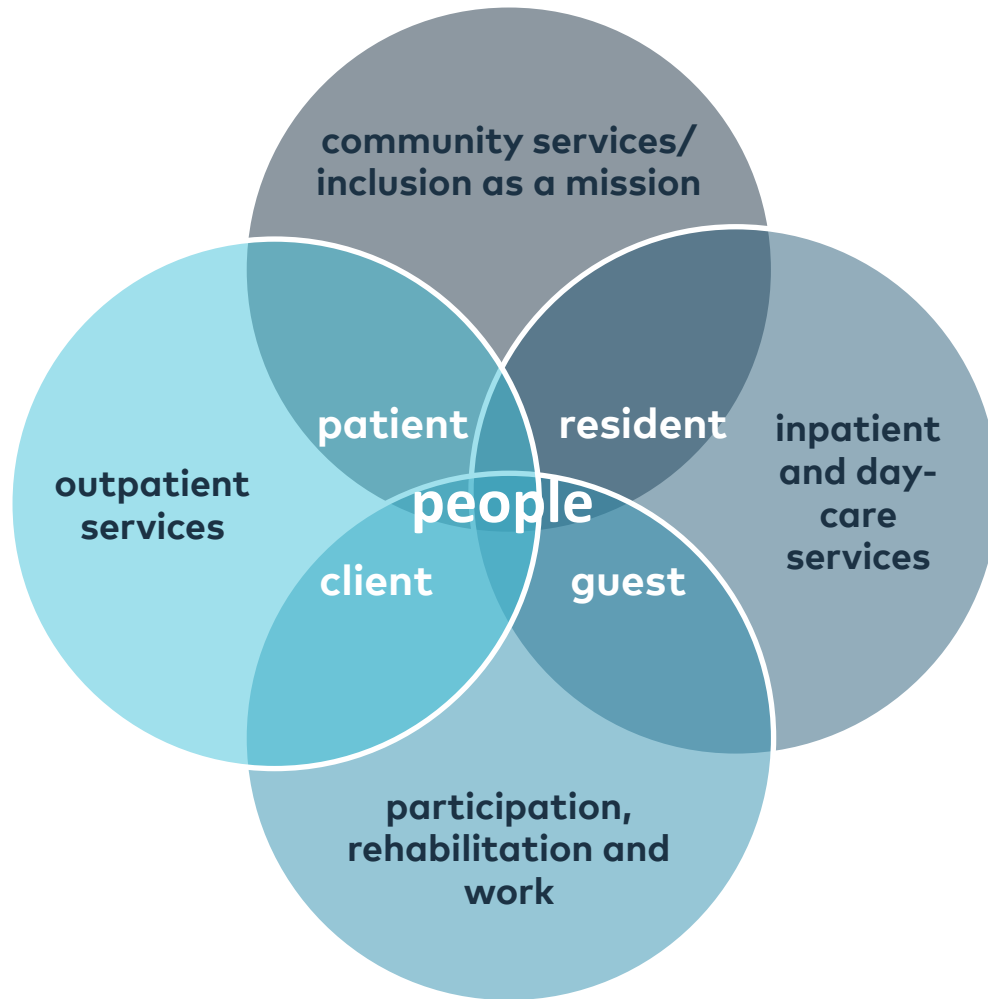 community services/
inclusion as a mission
patient
resident
outpatient
services
inpatient
and day-
care
services
people
client
guest
participation,
rehabilitation and
work